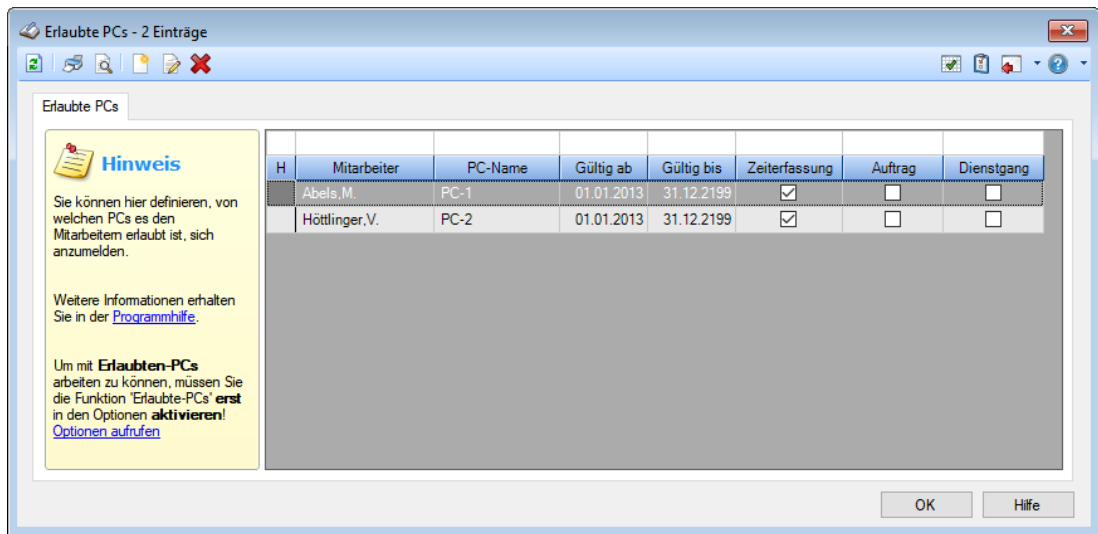 Erlaubte PCs - 2 Einträge
Erlaubte PCs
Hinweis
Sie können hier definieren, von
welchen PCs es den
Mitarbeitern erlaubt ist, sich
anzumelden.
Weitere Informationen erhalten
Sie in der Programmhilfe.
Um mit Erlaubten-PCs
arbeiten zu können, müssen Sie
die Funktion 'Erlaubte-PCs' erst
in den Optionen aktivieren!
Optionen aufrufen
H Mitarbeiter PC-Name Gültig ab Gültig bis Zeiterfassung Auftrag Dienstgang
Abels,M. PC-1 01.01.2013 31.12.2199
Höttlinger,V. PC-2 01.01.2013 31.12.2199
OK Hilfe